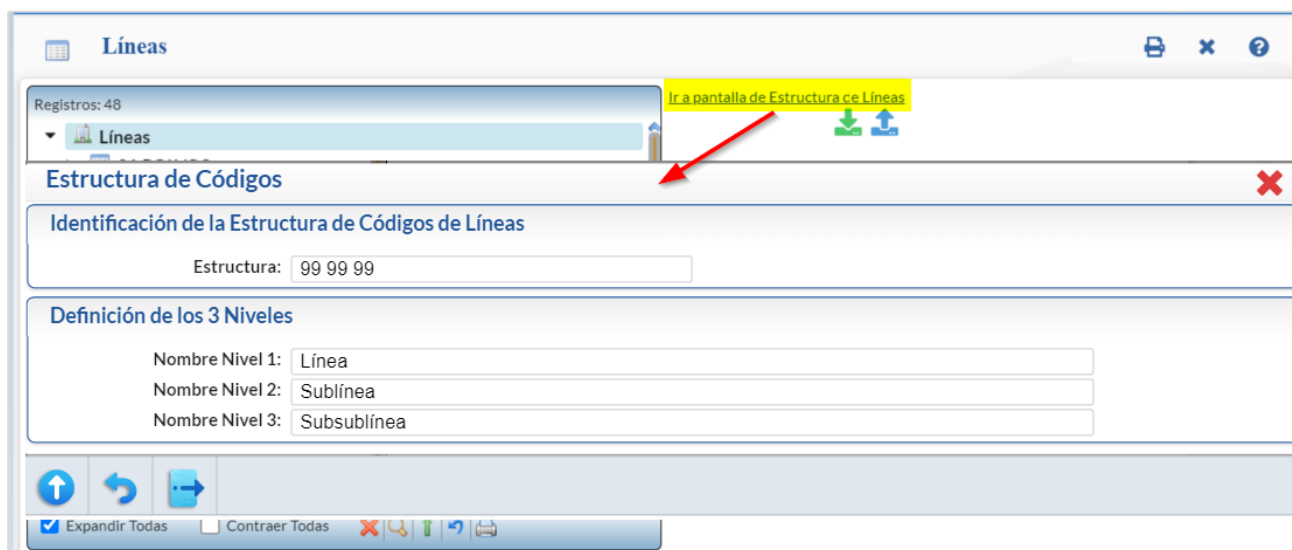 Líneas
Registros: 48
Ir a pantalla de Estructura ce Líneas
Líneas
Estructura de Códigos
Identificación de la Estructura de Códigos de Líneas
Estructura: 99 99 99
Definición de los 3 Niveles
Nombre Nivel 1: Línea
Nombre Nivel 2: Sublínea
Nombre Nivel 3: Subsublínea
Expandir Todas Contraer Todas